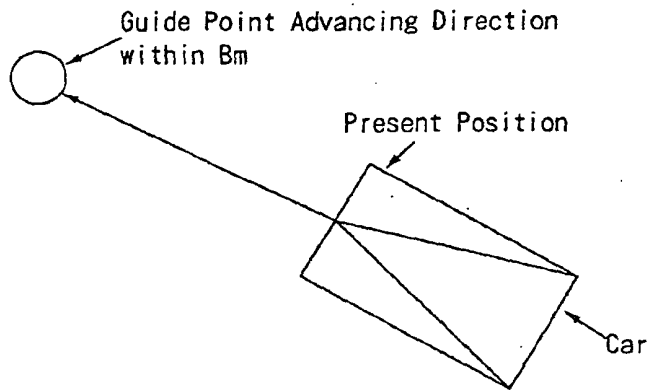 Guide Point Advancing Direction
within Bm
Present Position
Car